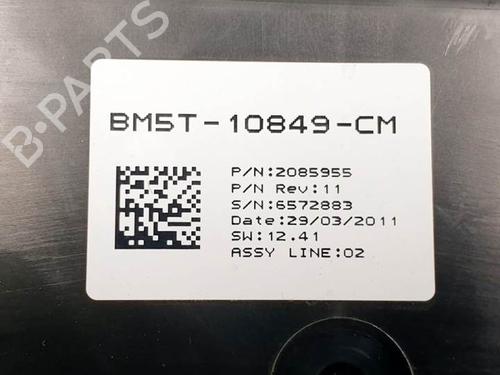 B-PARTS
BM5T-10849-CM
P/N:2085955
P/N Rev:11
S/N:6572883
Date:29/03/2011
SW:12.41
ASSY LINE:02